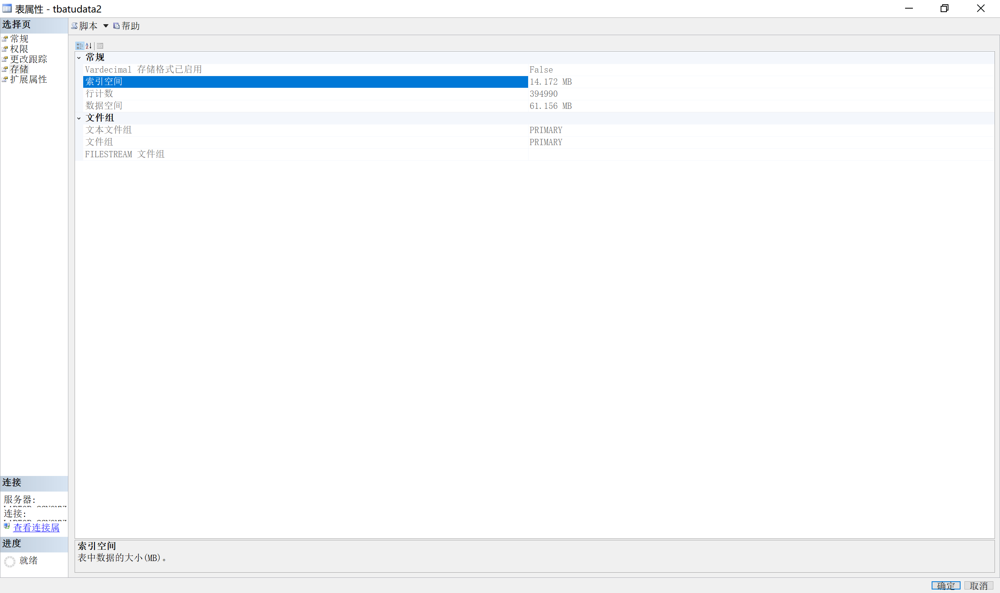 表属性 - tbatudata2
选择页
常规
权限
更改跟踪
存储
扩展属性
脚本 帮助
常规
Vardecimal 存储格式已启用 False
索引空间 14.172 MB
行计数 394990
数据空间 61.156 MB
文件组
文本文件组 PRIMARY
文件组 PRIMARY
FILESTREAM 文件组
连接
服务器:
连接:
查看连接属
进度
就绪
索引空间
表中数据的大小(MB)。
确定 取消